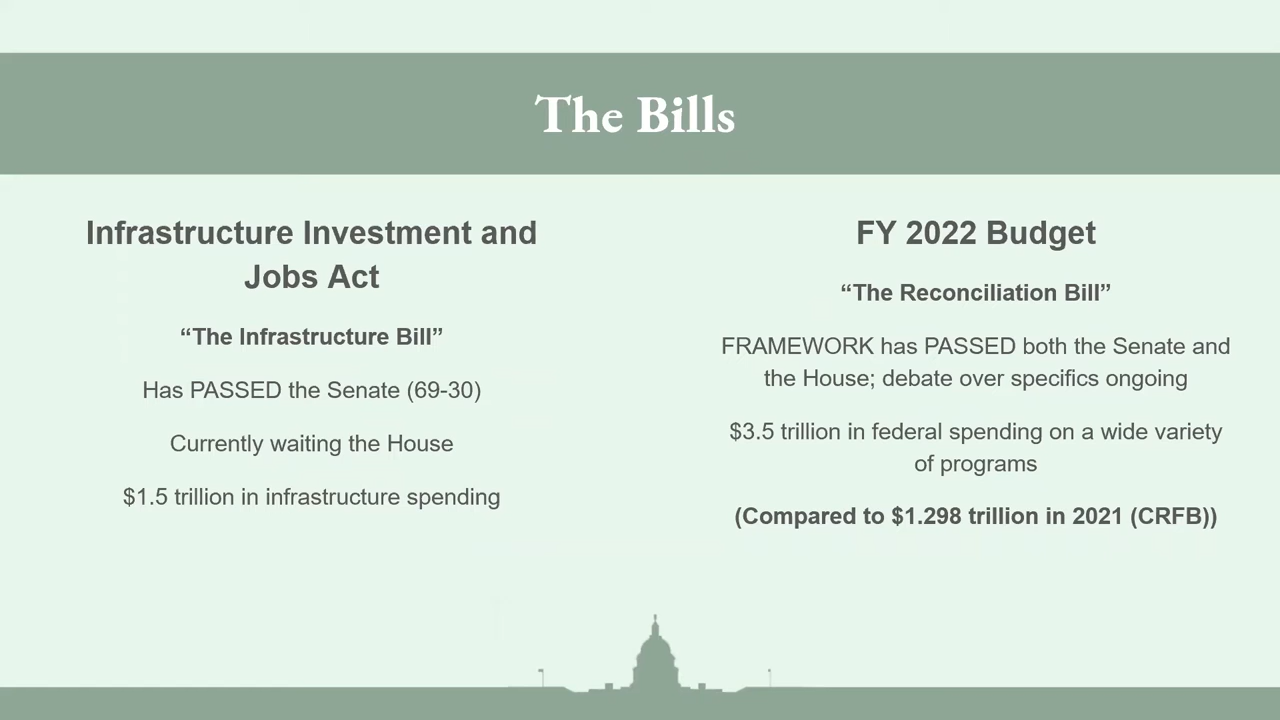 The Bills
Infrastructure Investment and
Jobs Act
“The Infrastructure Bill”
Has PASSED the Senate (69-30)
Currently waiting the House
$1.5 trillion in infrastructure spending
FY 2022 Budget
“The Reconciliation Bill”
FRAMEWORK has PASSED both the Senate and
the House; debate over specifics ongoing
$3.5 trillion in federal spending on a wide variety
of programs
(Compared to $1.298 trillion in 2021 (CRFB))